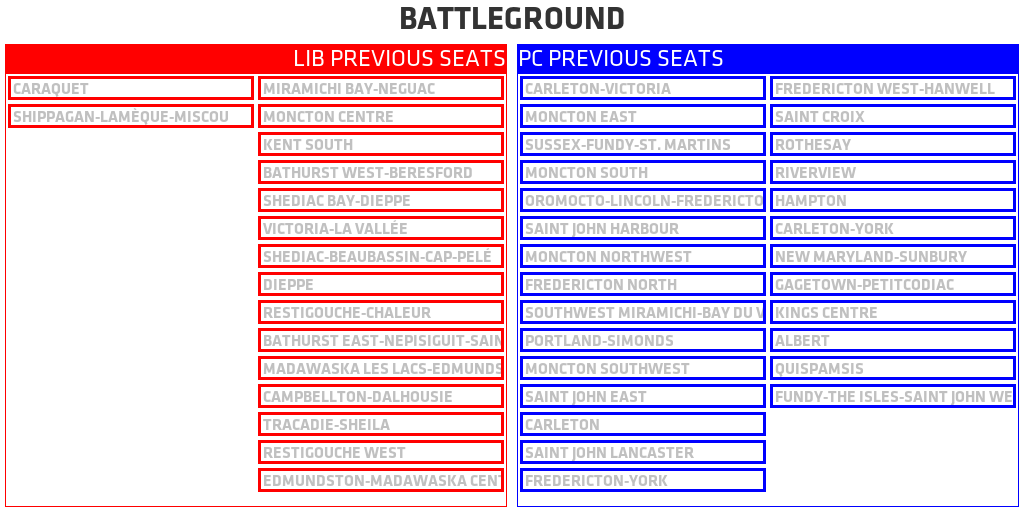 BATTLEGROUND
LIB PREVIOUS SEATS
CARAQUET
SHIPPAGAN-LAMÈQUE-MISCOU
MIRAMICHI BAY-NEGUAC
MONCTON CENTRE
KENT SOUTH
BATHURST WEST-BERESFORD
SHEDIAC BAY-DIEPPE
VICTORIA-LA VALLÉE
SHEDIAC-BEAUBASSIN-CAP-PELÉ
DIEPPE
RESTIGOUCHE-CHALEUR
BATHURST EAST-NEPISIGUIT-SAIN
MADAWASKA LES LACS-EDMUNDS
CAMPBELLTON-DALHOUSIE
TRACADIE-SHEILA
RESTIGOUCHE WEST
EDMUNDSTON-MADAWASKA CENT
PC PREVIOUS SEATS
CARLETON-VICTORIA
MONCTON EAST
SUSSEX-FUNDY-ST. MARTINS
MONCTON SOUTH
OROMOCTO-LINCOLN-FREDERICTO
SAINT JOHN HARBOUR
MONCTON NORTHWEST
FREDERICTON NORTH
SOUTHWEST MIRAMICHI-BAY DU V
PORTLAND-SIMONDS
MONCTON SOUTHWEST
SAINT JOHN EAST
CARLETON
SAINT JOHN LANCASTER
FREDERICTON-YORK
FREDERICTON WEST-HANWELL
SAINT CROIX
ROTHESAY
RIVERVIEW
HAMPTON
CARLETON-YORK
NEW MARYLAND-SUNBURY
GAGETOWN-PETITCODIAC
KINGS CENTRE
ALBERT
QUISPAMSIS
FUNDY-THE ISLES-SAINT JOHN WE